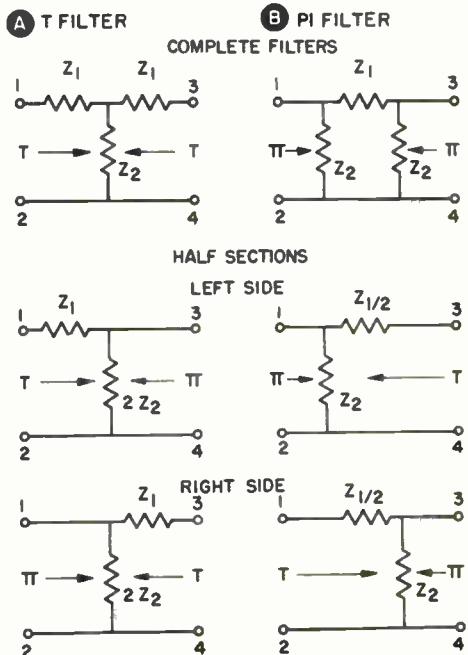 A T FILTER
B PI FILTER
COMPLETE FILTERS
1 Z1 Z1 3
T T
Z2
2 4
1 Z1 3
π π
Z2 Z2
2 4
HALF SECTIONS
LEFT SIDE
1 Z1 3
T π
2 Z2
2 4
1 Z1/2 3
π T
Z2
2 4
RIGHT SIDE
1 Z1 3
π T
2 Z2
2 4
1 Z1/2 3
T π
Z2
2 4